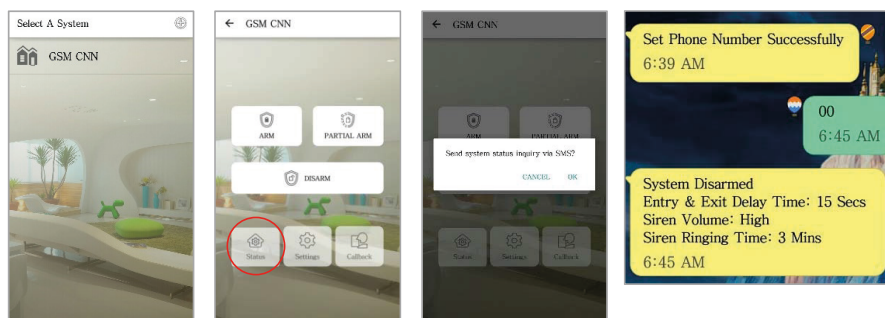 Select A System
GSM CNN
GSM CNN
ARM
PARTIAL ARM
DISARM
Status
Settings
Callback
GSM CNN
ARM
PARTIAL ARM
Send system status inquiry via SMS?
CANCEL OK
Status
Settings
Callback
Set Phone Number Successfully
6:39 AM
00
6:45 AM
System Disarmed
Entry & Exit Delay Time: 15 Secs
Siren Volume: High
Siren Ringing Time: 3 Mins
6:45 AM